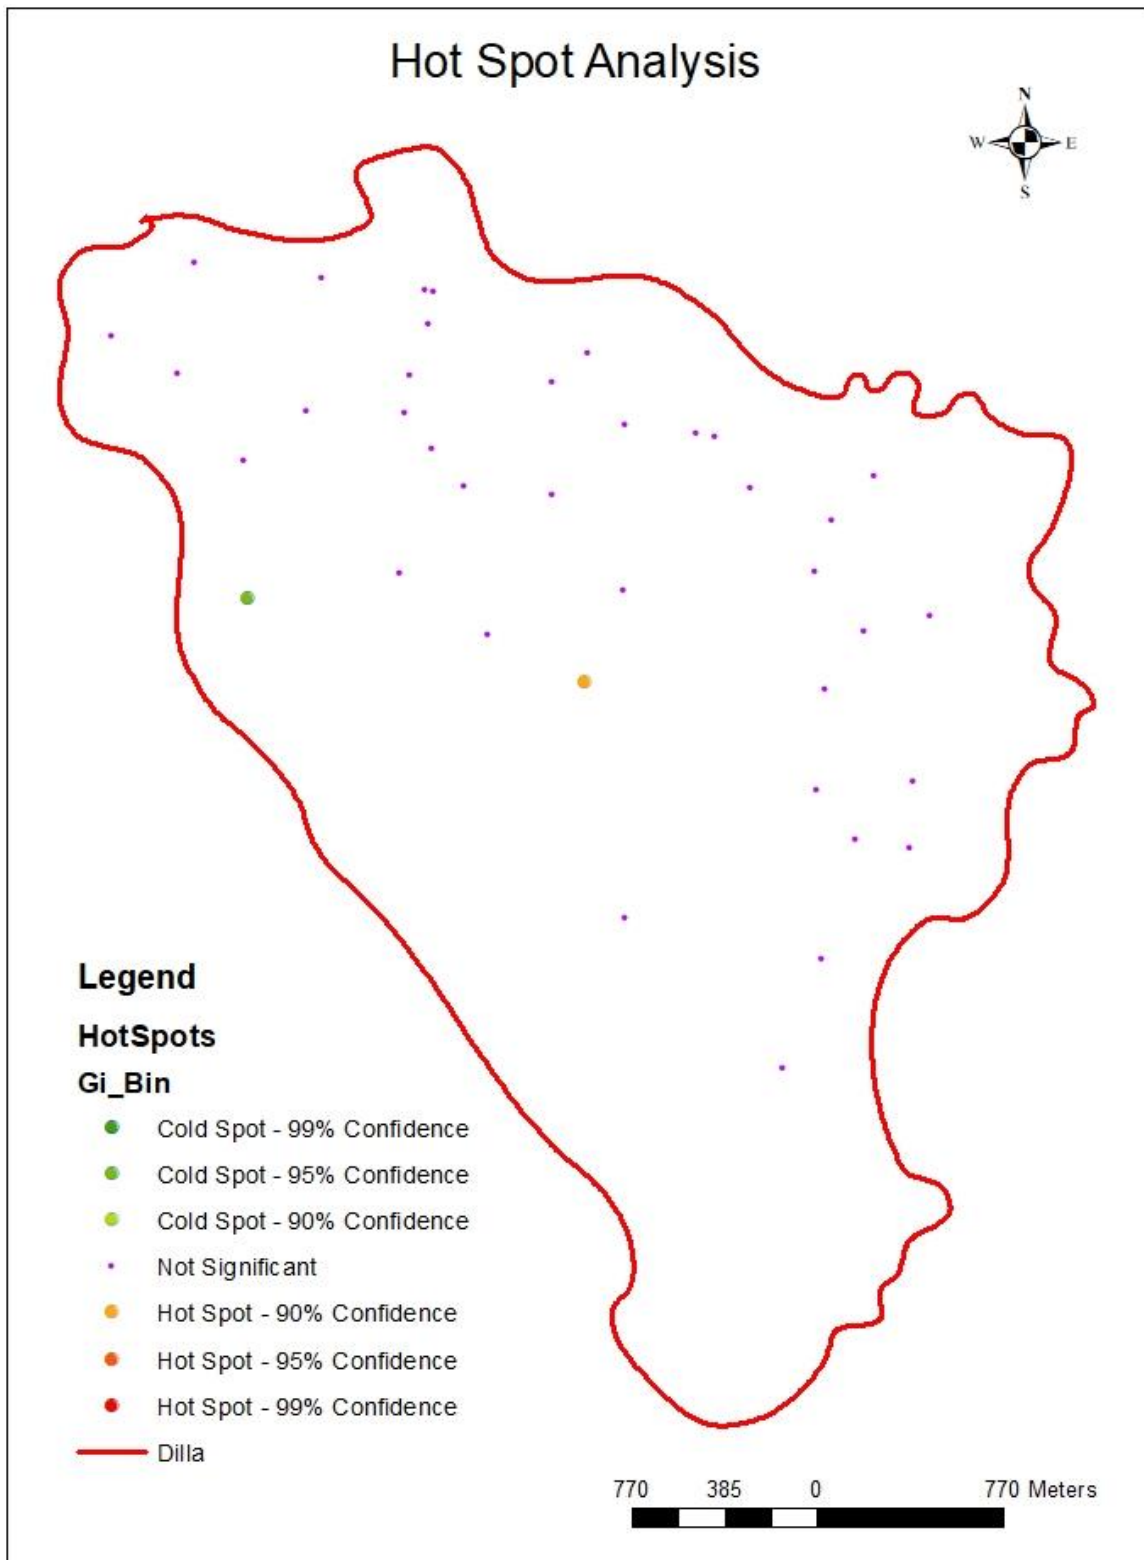 Hot Spot Analysis
N
W E
S
Legend
HotSpots
Gi_Bin
Cold Spot - 99% Confidence
Cold Spot - 95% Confidence
Cold Spot - 90% Confidence
Not Significant
Hot Spot - 90% Confidence
Hot Spot - 95% Confidence
Hot Spot - 99% Confidence
Dilla
770 385 0 770 Meters